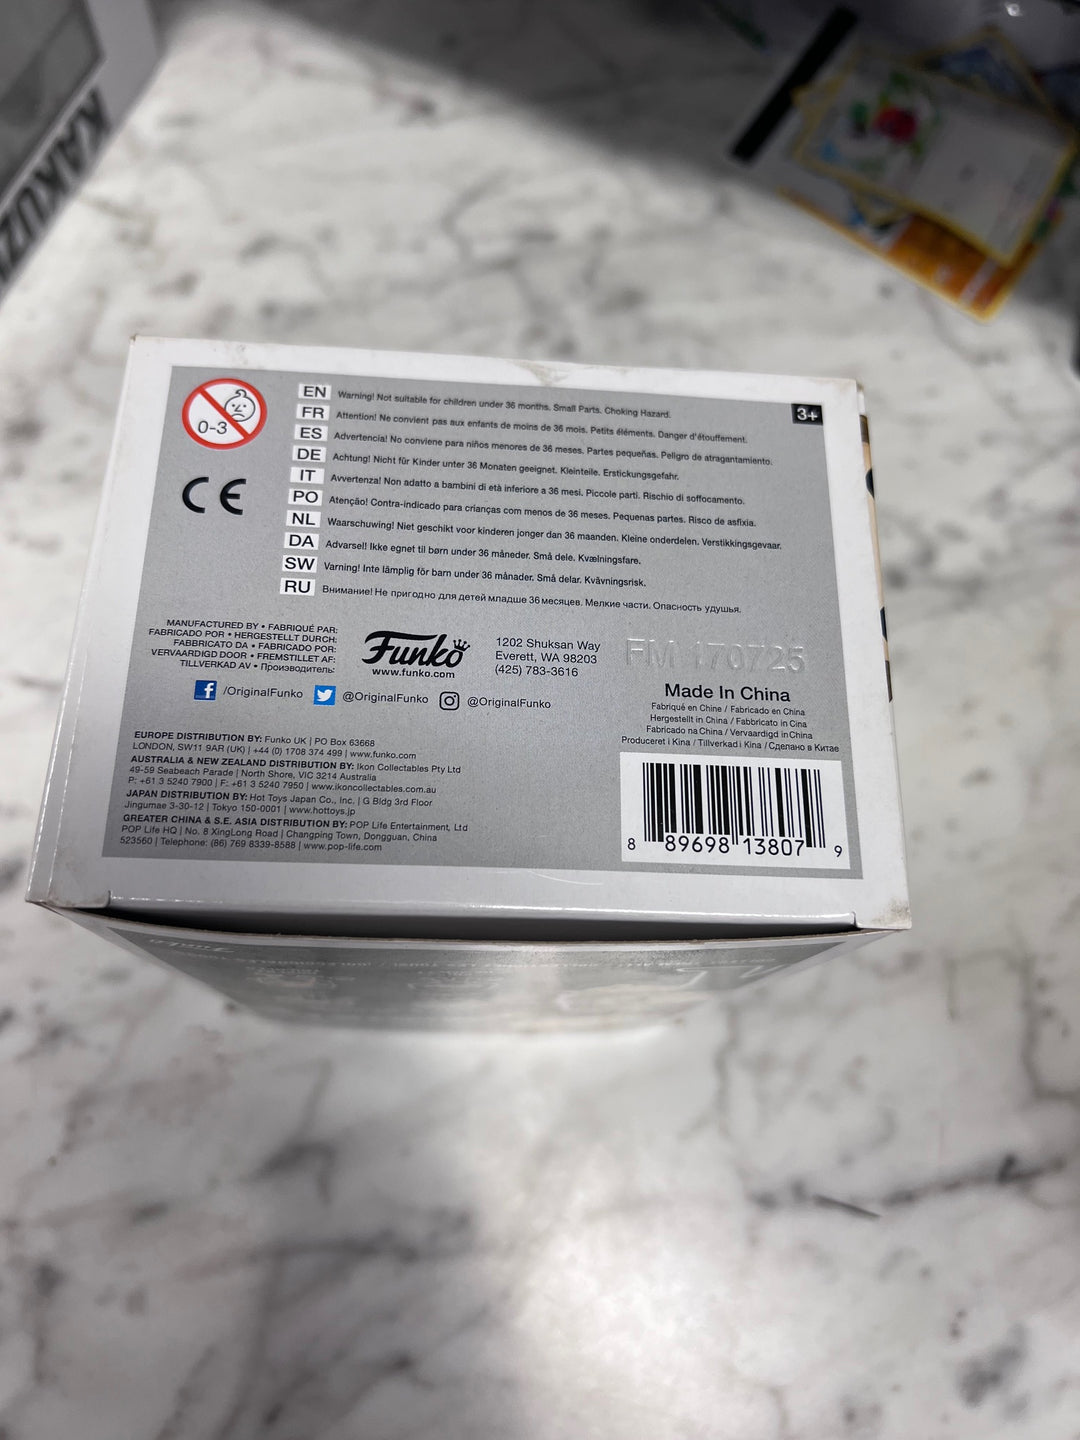 KAKUZ
0-3
CE
3+
EN Warning! Not suitable for children under 36 months. Small Parts. Choking Hazard.
FR Attention! Ne convient pas aux enfants de moins de 36 mois. Petits éléments. Danger d'étouffement.
ES Advertencia! No conviene para niños menores de 36 meses. Partes pequeñas. Peligro de atragantamiento.
DE Achtung! Nicht für Kinder unter 36 Monaten geeignet. Kleinteile. Erstickungsgefahr.
IT Avvertenza! Non adatto a bambini di età inferiore a 36 mesi. Piccole parti. Rischio di soffocamento.
PO Atenção! Contra-indicado para crianças com menos de 36 meses. Pequenas partes. Risco de asfixia.
NL Waarschuwing! Niet geschikt voor kinderen jonger dan 36 maanden. Kleine onderdelen. Verstikkingsgevaar.
DA Advarsel! Ikke egnet til børn under 36 måneder. Små dele. Kvælningsfare.
SW Varning! Inte lämplig för barn under 36 månader. Små delar. Kvävningsrisk.
RU Внимание! Не пригодно для детей младше 36 месяцев. Мелкие части. Опасность удушья.
MANUFACTURED BY • FABRIQUÉ PAR:
FABRICADO POR • HERGESTELLT DURCH:
FABBRICATO DA • FABRICADO POR:
VERVAARDIGD DOOR • FREMSTILLET AF:
TILLVERKAD AV • Производитель:
Funko
www.funko.com
1202 Shuksan Way
Everett, WA 98203
(425) 783-3616
FM 170725
/OriginalFunko @OriginalFunko @OriginalFunko
Made In China
Fabriqué en Chine / Fabricado en China
Hergestellt in China / Fabbricato in Cina
Fabricado na China / Vervaardigd in China
Produceret i Kina / Tillverkad i Kina / Сделано в Китае
EUROPE DISTRIBUTION BY: Funko UK | PO Box 63668
LONDON, SW11 9AR (UK) | +44 (0) 1708 374 499 | www.funko.com
AUSTRALIA & NEW ZEALAND DISTRIBUTION BY: Ikon Collectables Pty Ltd
49-59 Seabeach Parade | North Shore, VIC 3214 Australia
P: +61 3 5240 7900 | F: +61 3 5240 7950 | www.ikoncollectables.com.au
JAPAN DISTRIBUTION BY: Hot Toys Japan Co., Inc. | G Bldg 3rd Floor
Jingumae 3-30-12 | Tokyo 150-0001 | www.hottoys.jp
GREATER CHINA & S.E. ASIA DISTRIBUTION BY: POP Life Entertainment, Ltd
POP Life HQ | No. 8 XingLong Road | Changping Town, Dongguan, China
523560 | Telephone: (86) 769 8339-8588 | www.pop-life.com
8 89698 13807 9
Funko